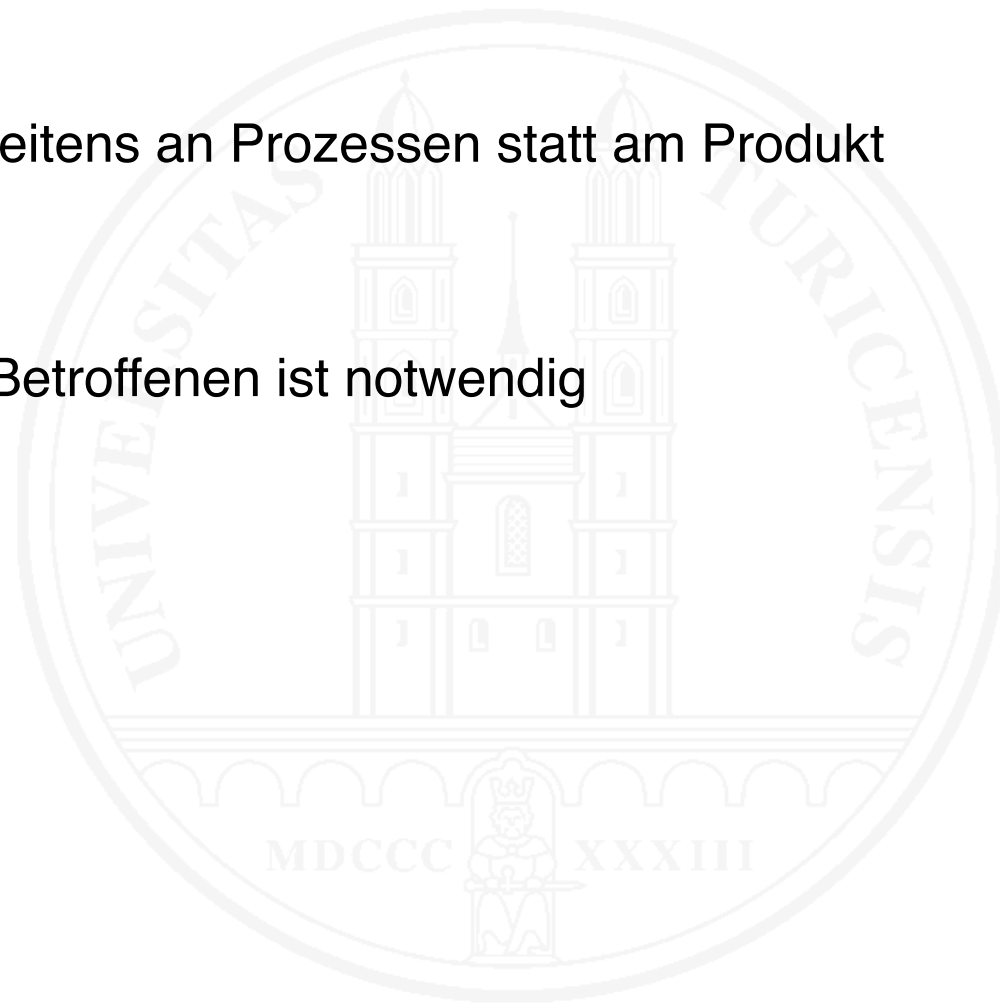 eitens an Prozessen statt am Produkt
Betroffenen ist notwendig
UNIVERSITAS TURICENSIS
MDCCC XXXIII